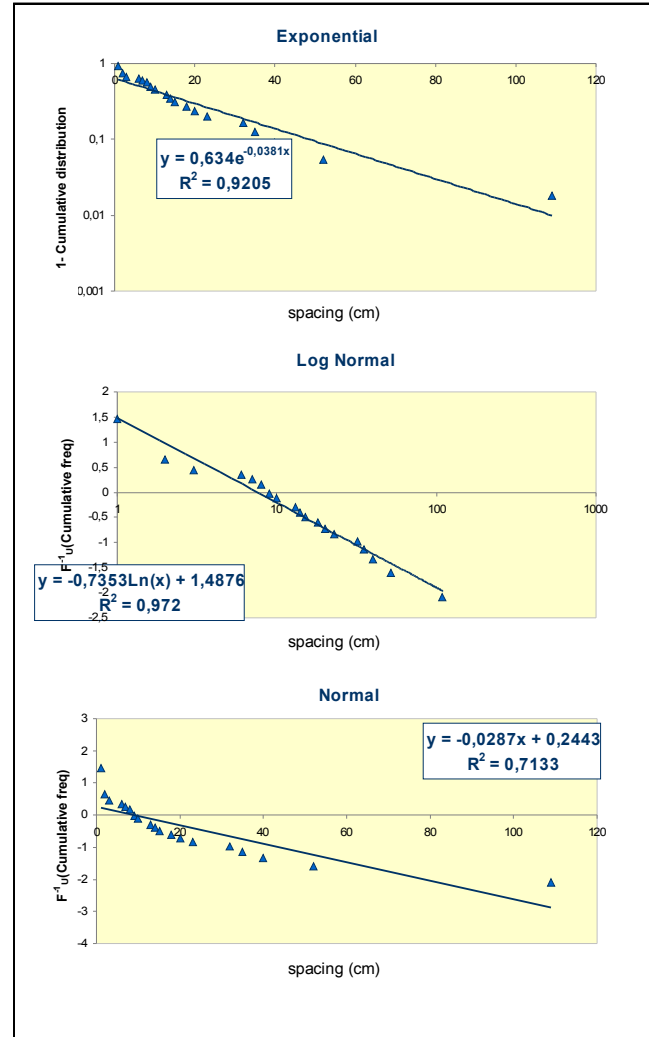 Exponential
1
0,1
0,01
0,001
0 20 40 60 80 100 120
1- Cumulative distribution
y = 0,634e-0,0381x
R2 = 0,9205
spacing (cm)
Log Normal
2
1,5
1
0,5
0
-0,5
-1
-1,5
-2
-2,5
1 10 100 1000
F-1U(Cumulative freq)
y = -0,7353Ln(x) + 1,4876
R2 = 0,972
spacing (cm)
Normal
3
2
1
0
-1
-2
-3
-4
0 20 40 60 80 100 120
F-1U(Cumulative freq)
y = -0,0287x + 0,2443
R2 = 0,7133
spacing (cm)